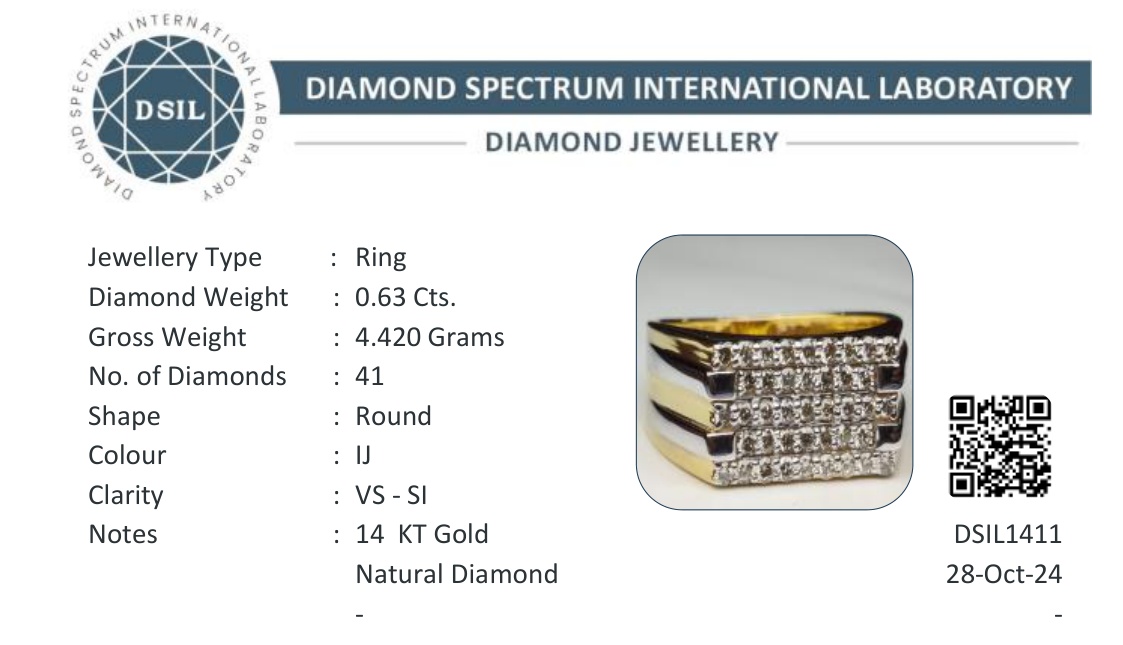 DIAMOND SPECTRUM INTERNATIONAL LABORATORY
DSIL
DIAMOND SPECTRUM INTERNATIONAL LABORATORY
DIAMOND JEWELLERY
Jewellery Type : Ring
Diamond Weight : 0.63 Cts.
Gross Weight : 4.420 Grams
No. of Diamonds : 41
Shape : Round
Colour : IJ
Clarity : VS - SI
Notes : 14 KT Gold
Natural Diamond
-
DSIL1411
28-Oct-24
-